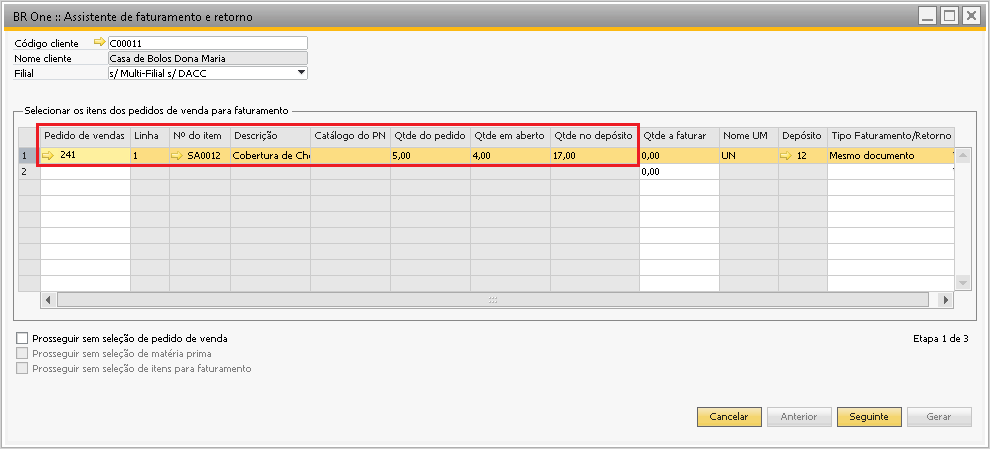 BR One :: Assistente de faturamento e retorno
Código cliente C00011
Nome cliente Casa de Bolos Dona Maria
Filial s/ Multi-Filial s/ DACC
Selecionar os itens dos pedidos de venda para faturamento
Pedido de vendas Linha Nº do item Descrição Catálogo do PN Qtde do pedido Qtde em aberto Qtde no depósito Qtde a faturar Nome UM Depósito Tipo Faturamento/Retorno
1 241 1 SA0012 Cobertura de Ch 5,00 4,00 17,00 0,00 UN 12 Mesmo documento
2 0,00
Prosseguir sem seleção de pedido de venda Etapa 1 de 3
Prosseguir sem seleção de matéria prima
Prosseguir sem seleção de itens para faturamento
Cancelar Anterior Seguinte Gerar